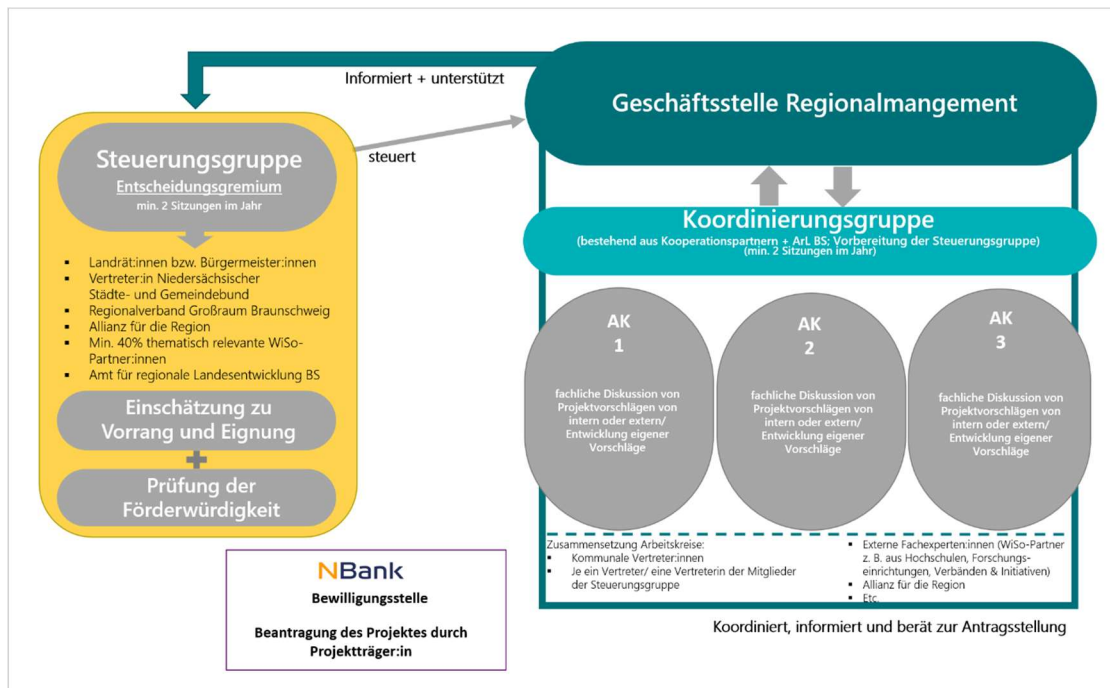 Informiert + unterstützt
Geschäftsstelle Regionalmangement
steuert
Steuerungsgruppe
Entscheidungsgremium
min. 2 Sitzungen im Jahr
▪ Landrät:innen bzw. Bürgermeister:innen
▪ Vertreter:in Niedersächsischer
Städte- und Gemeindebund
▪ Regionalverband Großraum Braunschweig
▪ Allianz für die Region
▪ Min. 40% thematisch relevante WiSo-
Partner:innen
▪ Amt für regionale Landesentwicklung BS
Einschätzung zu
Vorrang und Eignung
Prüfung der
Förderwürdigkeit
Koordinierungsgruppe
(bestehend aus Kooperationspartnern + ArL BS; Vorbereitung der Steuerungsgruppe)
(min. 2 Sitzungen im Jahr)
AK
1
fachliche Diskussion von
Projektvorschlägen von
intern oder extern/
Entwicklung eigener
Vorschläge
AK
2
fachliche Diskussion von
Projektvorschlägen von
intern oder extern/
Entwicklung eigener
Vorschläge
AK
3
fachliche Diskussion von
Projektvorschlägen von
intern oder extern/
Entwicklung eigener
Vorschläge
Zusammensetzung Arbeitskreise:
▪ Kommunale Vertreter:innen
▪ Je ein Vertreter/ eine Vertreterin der Mitglieder
der Steuerungsgruppe
▪ Externe Fachexperten:innen (WiSo-Partner
z. B. aus Hochschulen, Forschungs-
einrichtungen, Verbänden & Initiativen)
▪ Allianz für die Region
▪ Etc.
Koordiniert, informiert und berät zur Antragsstellung
NBank
Bewilligungsstelle
Beantragung des Projektes durch
Projektträger:in